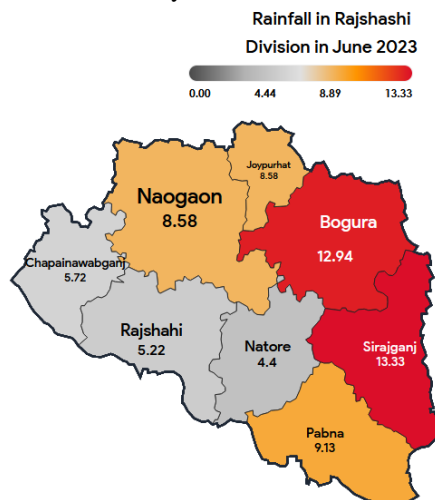 Rainfall in Rajshashi
Division in June 2023
0.00 4.44 8.89 13.33
Joypurhat
8.58
Naogaon
8.58
Bogura
12.94
Chapainawabganj
5.72
Rajshahi
5.22
Natore
4.4
Sirajganj
13.33
Pabna
9.13